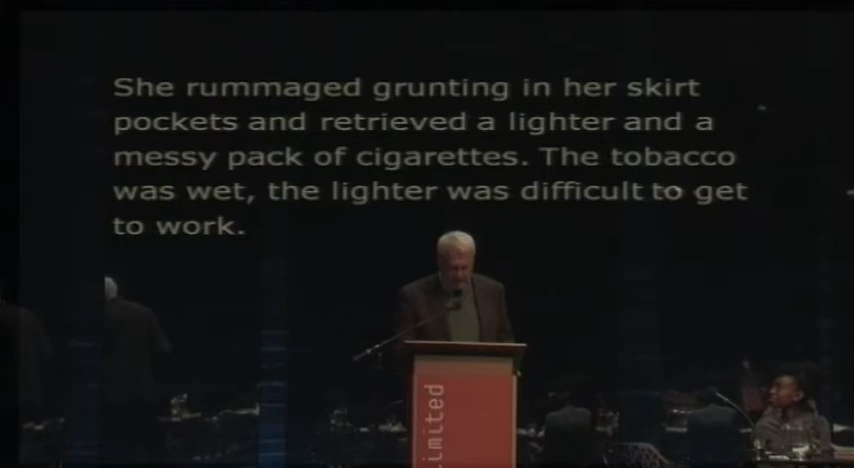 She rummaged grunting in her skirt
pockets and retrieved a lighter and a
messy pack of cigarettes. The tobacco
was wet, the lighter was difficult to get
to work.
imited